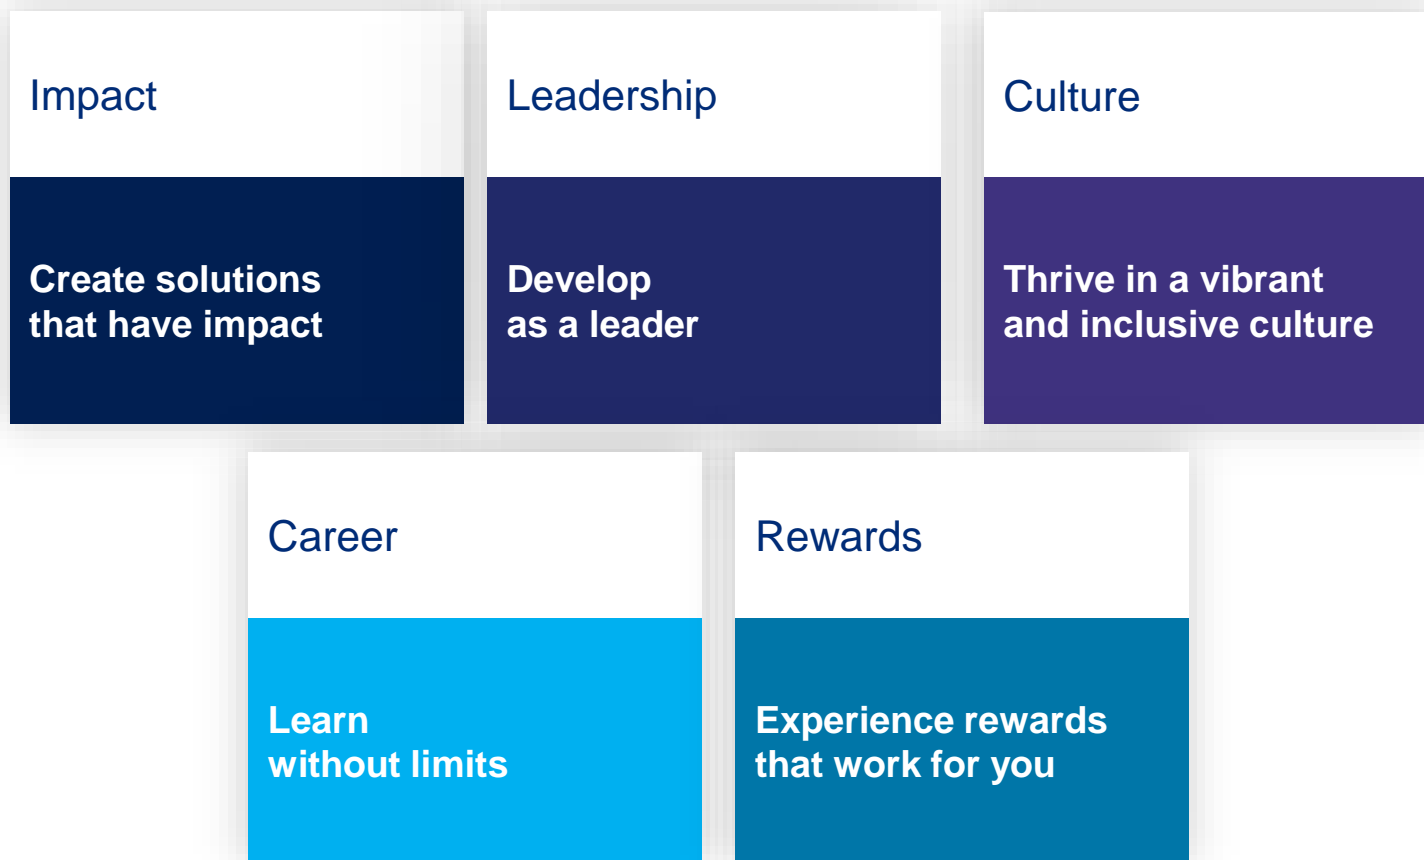 Impact
Create solutions
that have impact
Leadership
Develop
as a leader
Culture
Thrive in a vibrant
and inclusive culture
Career
Learn
without limits
Rewards
Experience rewards
that work for you